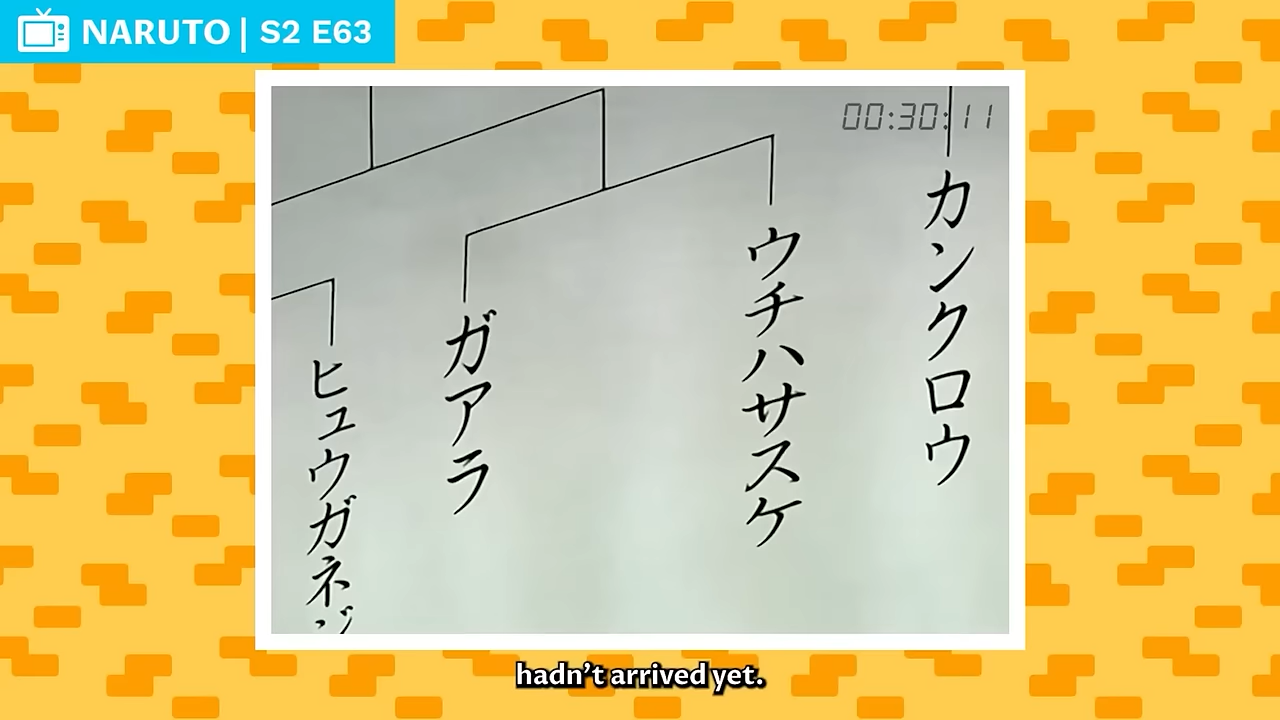 NARUTO | S2 E63
00:30:11
カンクロウ
ウチハサスケ
ガアラ
ヒュウガネジ
hadn't arrived yet.